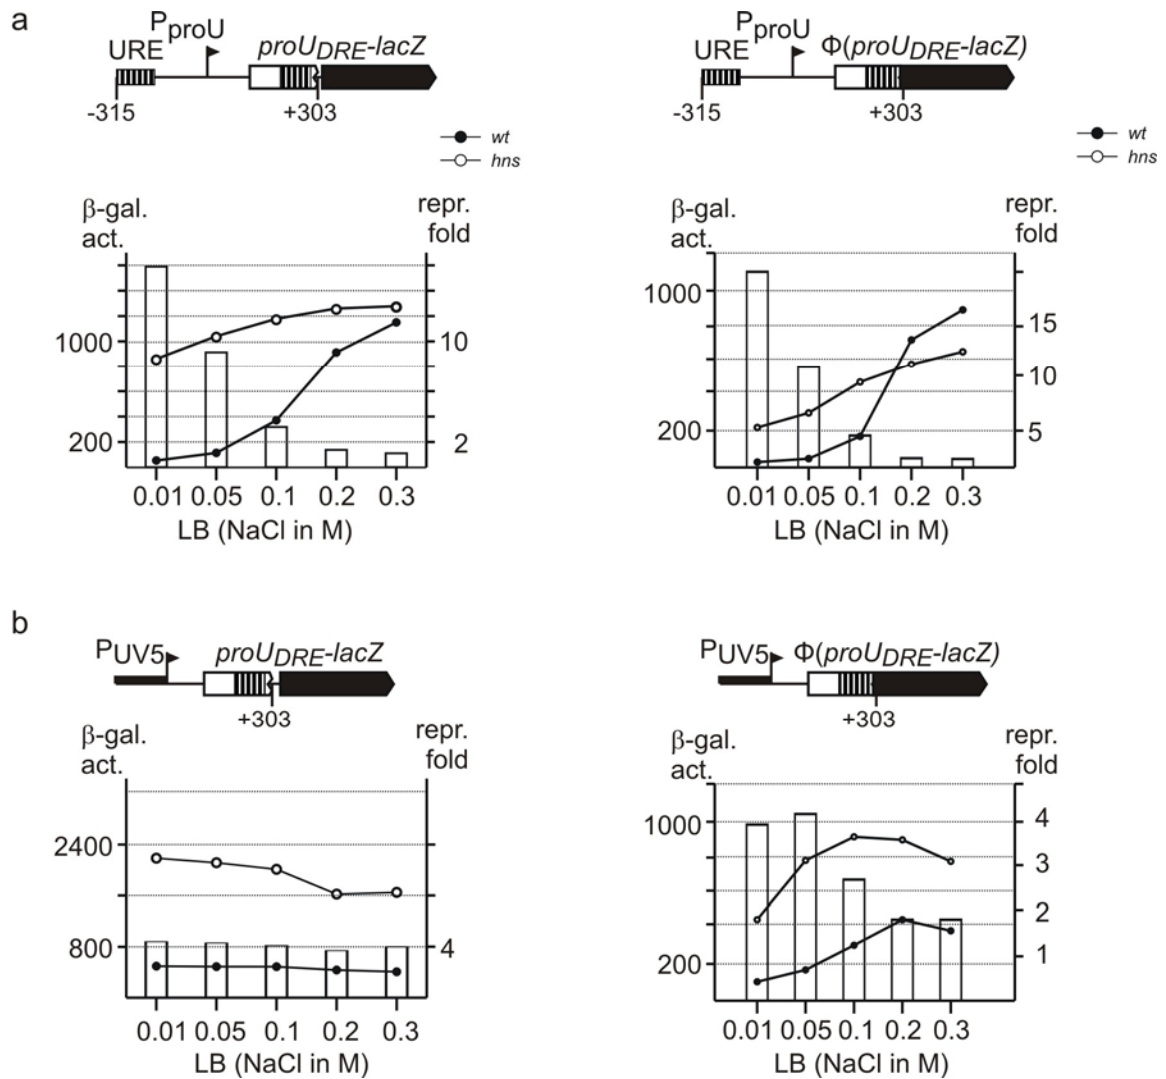 a
PproU
URE
proUDRE-lacZ
-315
+303
wt
hns
β-gal.
act.
repr.
fold
1000
200
10
2
0.01 0.05 0.1 0.2 0.3
LB (NaCl in M)
PproU
URE
Φ(proUDRE-lacZ)
-315
+303
wt
hns
β-gal.
act.
repr.
fold
1000
200
15
10
5
0.01 0.05 0.1 0.2 0.3
LB (NaCl in M)
b
PUV5
proUDRE-lacZ
+303
β-gal.
act.
repr.
fold
2400
800
4
0.01 0.05 0.1 0.2 0.3
LB (NaCl in M)
PUV5
Φ(proUDRE-lacZ)
+303
β-gal.
act.
repr.
fold
1000
200
4
3
2
1
0.01 0.05 0.1 0.2 0.3
LB (NaCl in M)